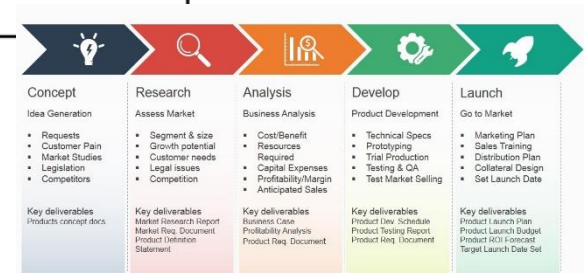 Concept
Idea Generation
Requests
Customer Pain
Market Studies
Legislation
Competitors
Key deliverables
Products concept docs
Research
Assess Market
Segment & size
Growth potential
Customer needs
Legal issues
Competition
Key deliverables
Market Research Report
Market Req. Document
Product Definition
Statement
Analysis
Business Analysis
Cost/Benefit
Resources
Required
Capital Expenses
Profitability/Margin
Anticipated Sales
Key deliverables
Business Case
Profitability Analysis
Product Req. Document
Develop
Product Development
Technical Specs
Prototyping
Trial Production
Testing & QA
Test Market Selling
Key deliverables
Product Dev. Schedule
Product Testing Report
Product Req. Document
Launch
Go to Market
Marketing Plan
Sales Training
Distribution Plan
Collateral Design
Set Launch Date
Key deliverables
Product Launch Plan
Product Launch Budget
Product ROI Forecast
Target Launch Date Set